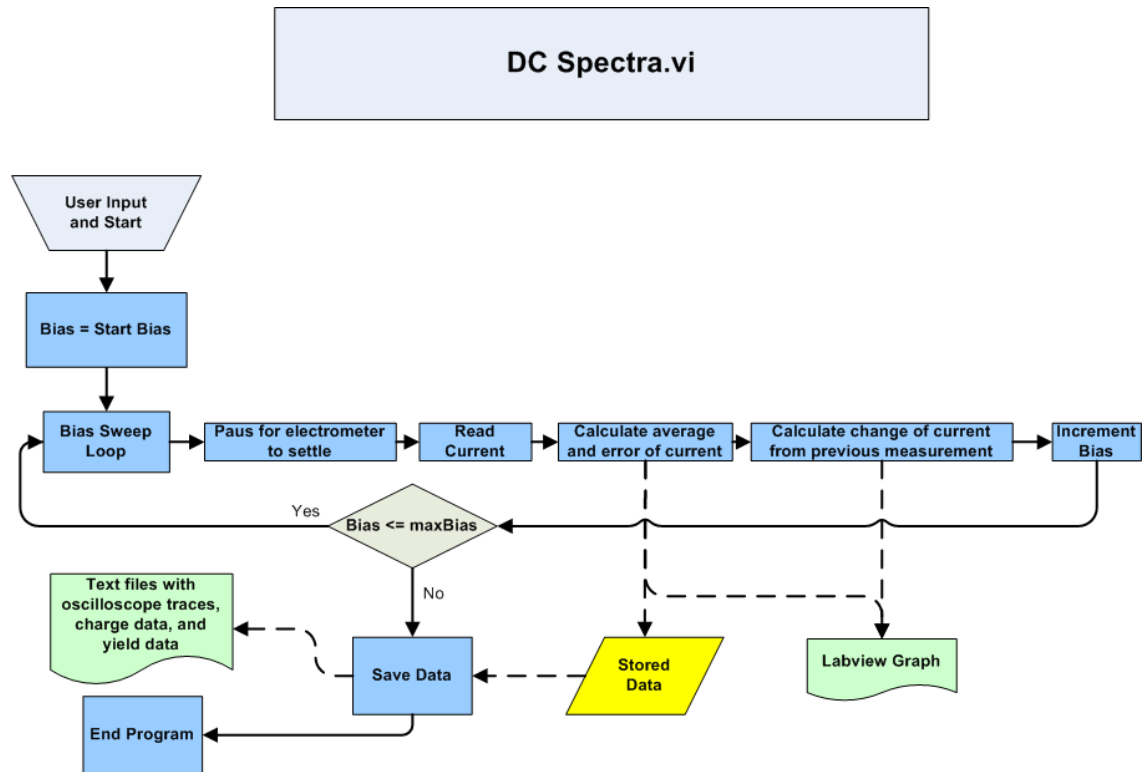 DC Spectra.vi
User Input
and Start
Bias = Start Bias
Bias Sweep
Loop
Paus for electrometer
to settle
Read
Current
Calculate average
and error of current
Calculate change of current
from previous measurement
Increment
Bias
Yes
Bias <= maxBias
No
Text files with
oscilloscope traces,
charge data, and
yield data
Save Data
Stored
Data
Labview Graph
End Program